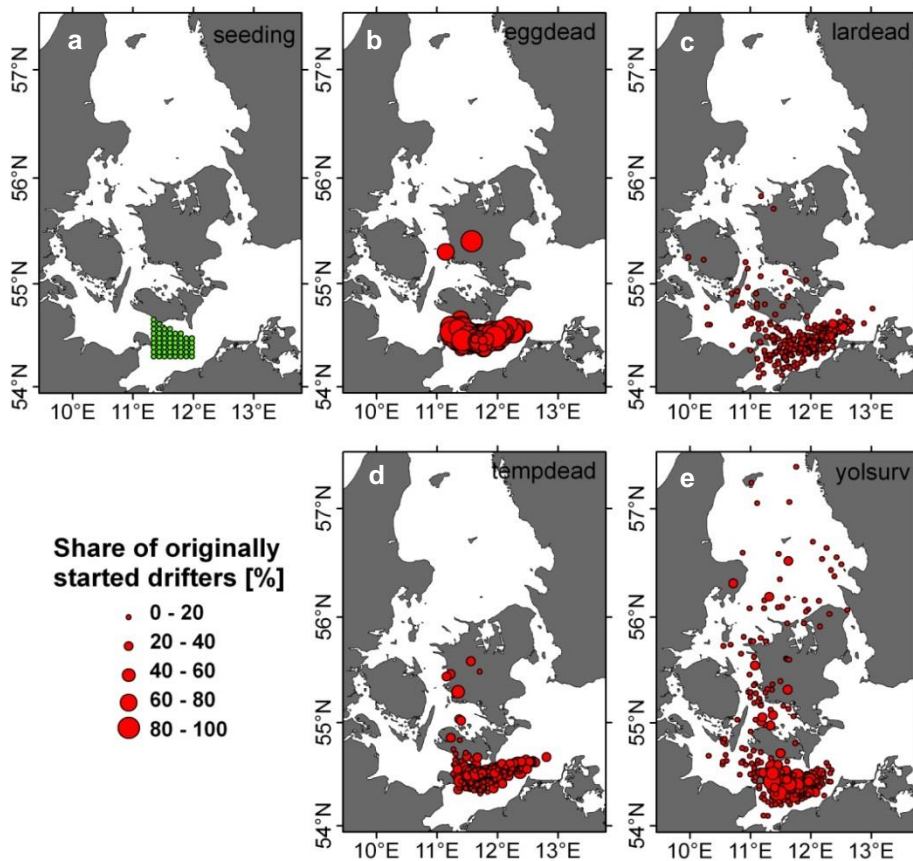 a seeding
b eggdead
c lardead
57°N
56°N
55°N
54°N
57°N
56°N
55°N
54°N
57°N
56°N
55°N
54°N
10°E 11°E 12°E 13°E
10°E 11°E 12°E 13°E
10°E 11°E 12°E 13°E
d tempdead
e yolsurv
57°N
56°N
55°N
54°N
57°N
56°N
55°N
54°N
Share of originally
started drifters [%]
0 - 20
20 - 40
40 - 60
60 - 80
80 - 100
10°E 11°E 12°E 13°E
10°E 11°E 12°E 13°E